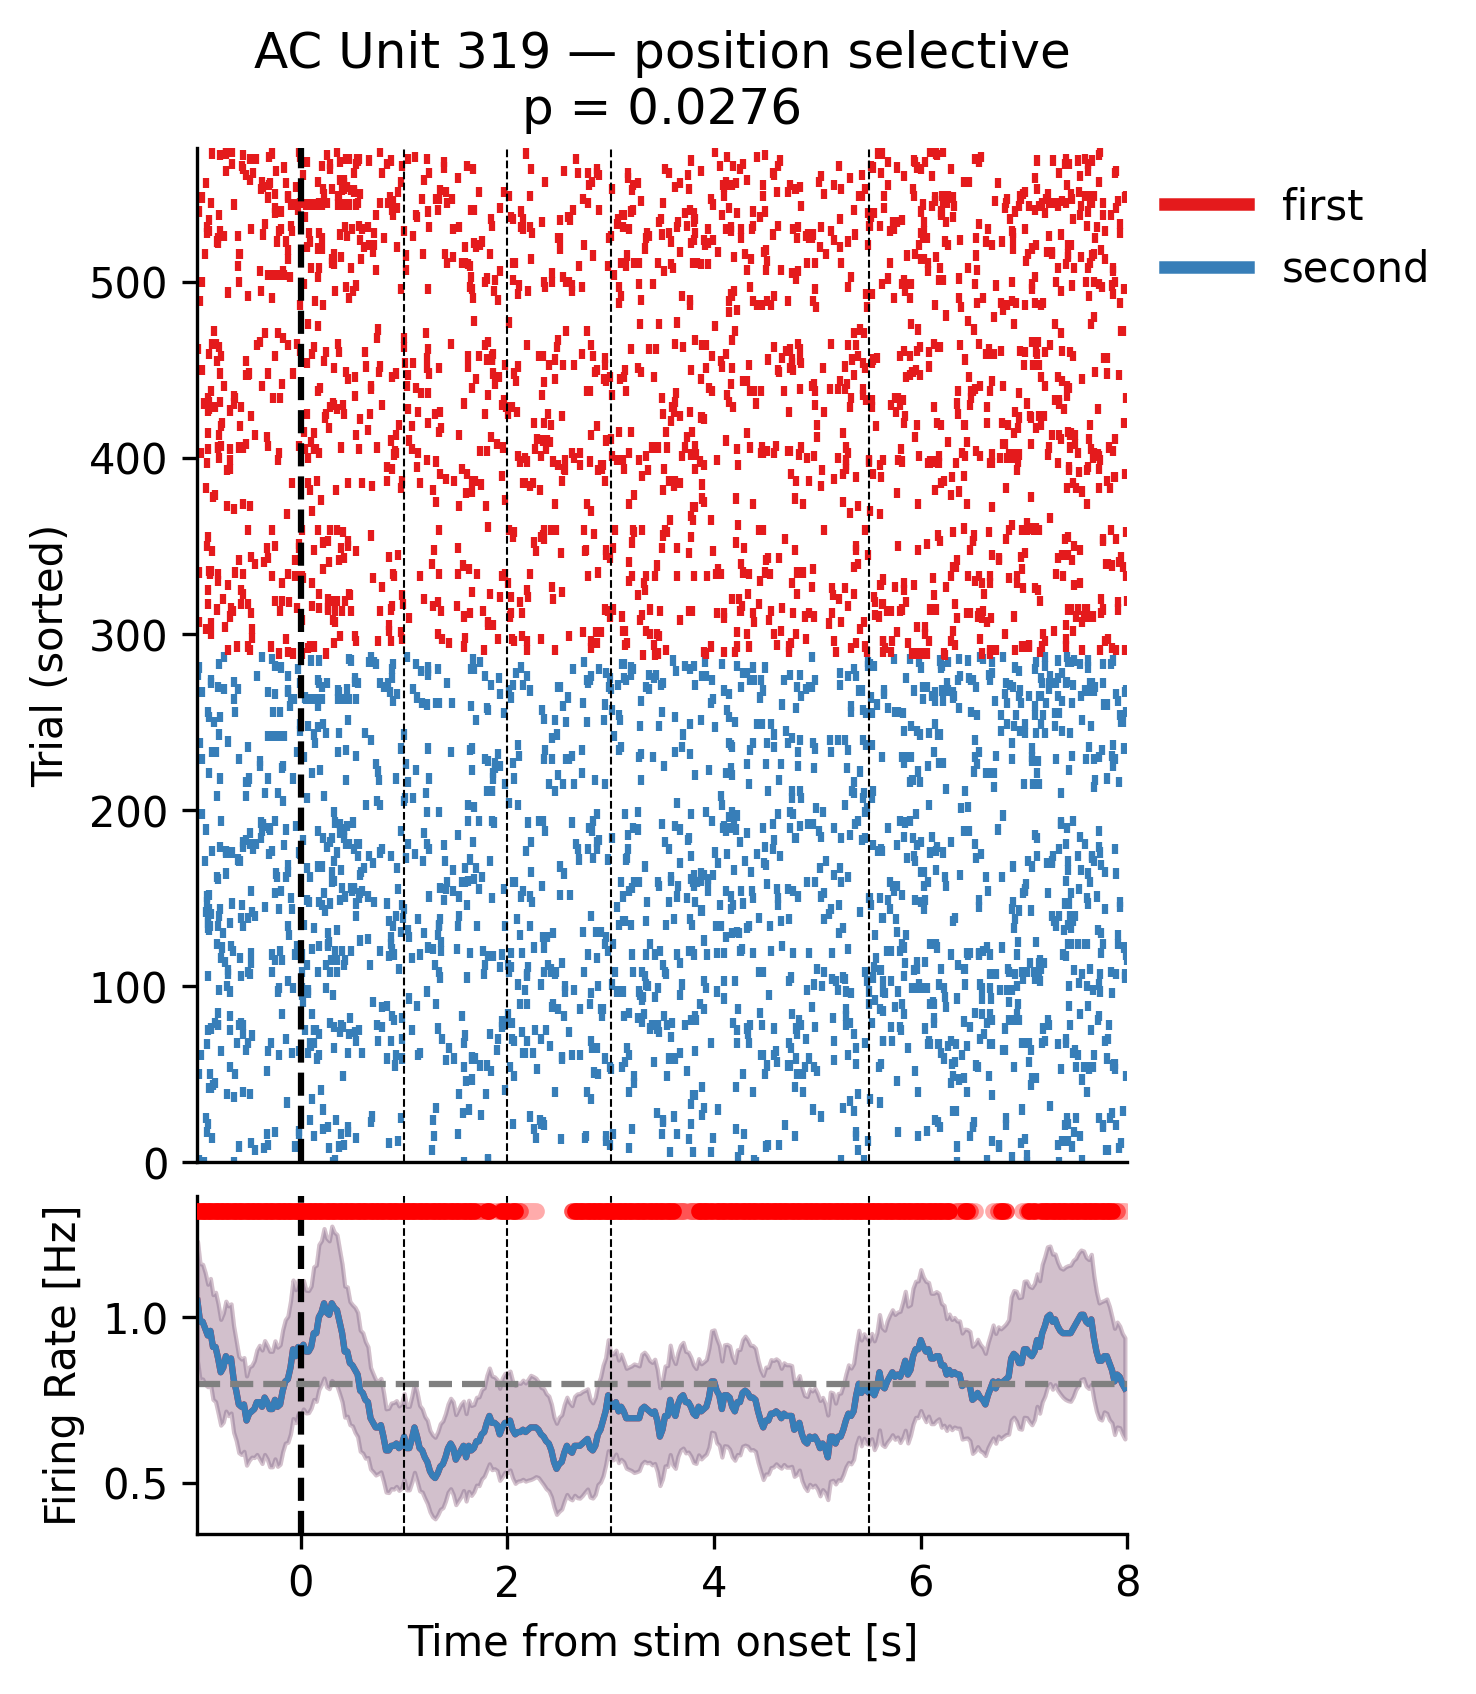 AC Unit 319 — position selective
p = 0.0276
first
second
Trial (sorted)
500
400
300
200
100
0
Firing Rate [Hz]
1.0
0.5
0 2 4 6 8
Time from stim onset [s]